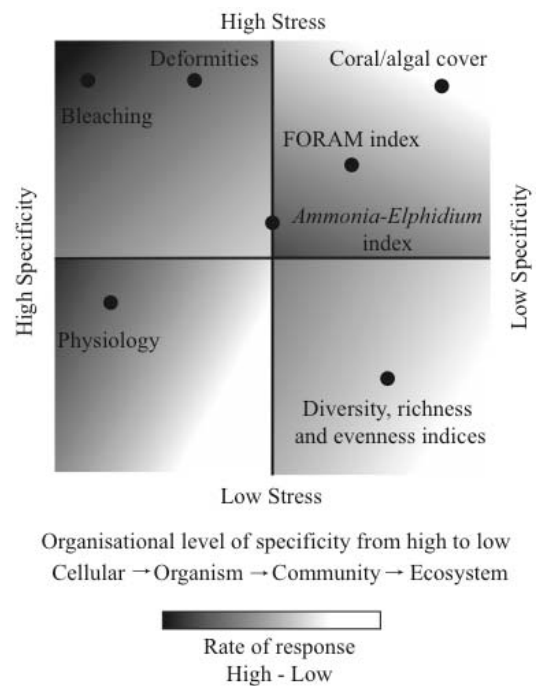 High Stress
Deformities
Coral/algal cover
Bleaching
FORAM index
High Specificity
Ammonia-Elphidium
index
Low Specificity
Physiology
Diversity, richness
and evenness indices
Low Stress
Organisational level of specificity from high to low
Cellular → Organism → Community → Ecosystem
Rate of response
High - Low